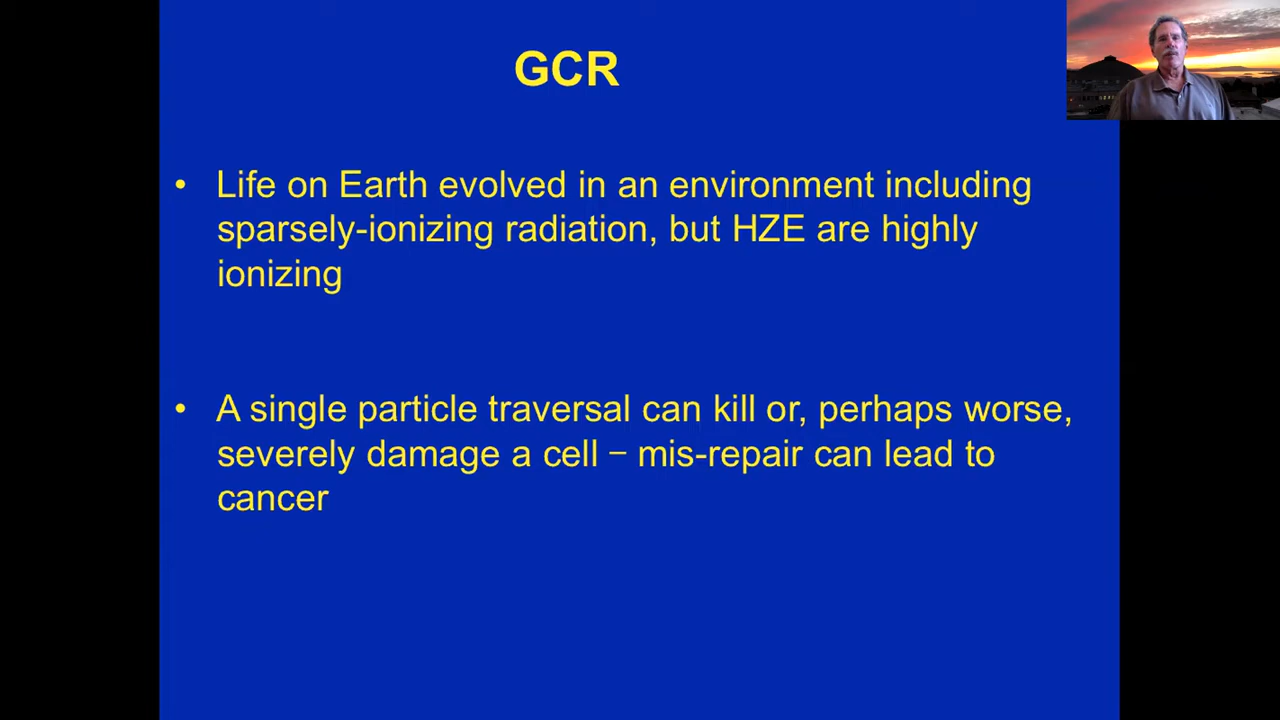 GCR
• Life on Earth evolved in an environment including
sparsely-ionizing radiation, but HZE are highly
ionizing
• A single particle traversal can kill or, perhaps worse,
severely damage a cell – mis-repair can lead to
cancer